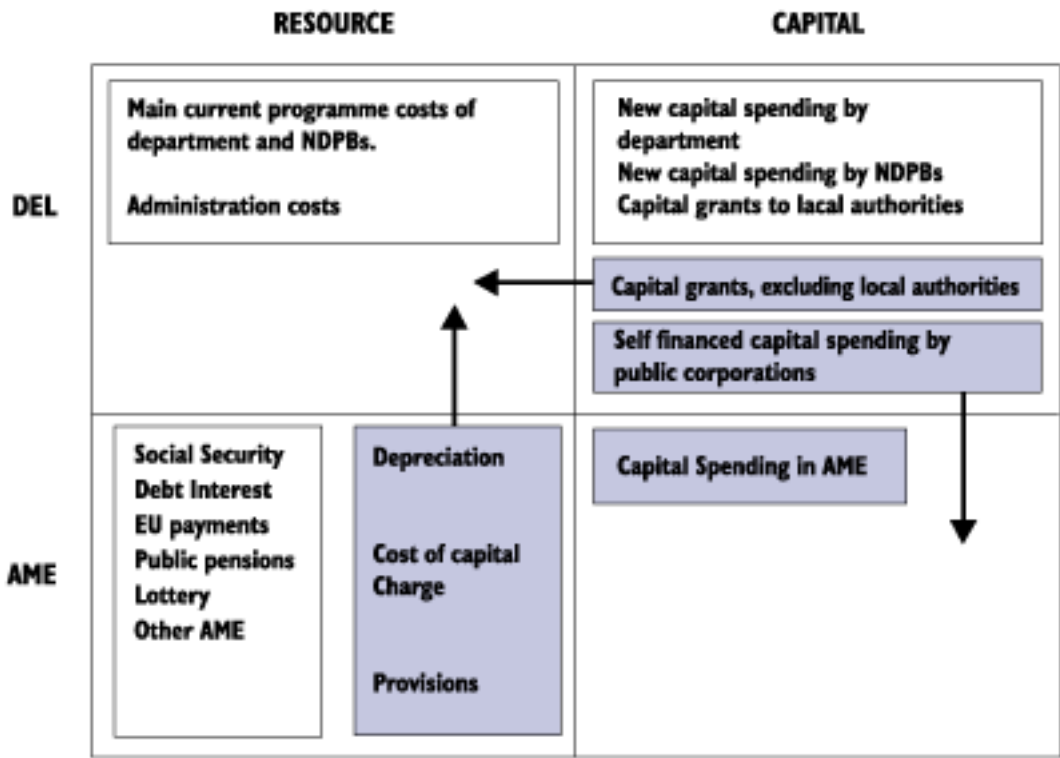 RESOURCE
CAPITAL
DEL
Main current programme costs of
department and NDPBs.
Administration costs
New capital spending by
department
New capital spending by NDPBs
Capital grants to lacal authorities
Capital grants, excluding local authorities
Self financed capital spending by
public corporations
AME
Social Security
Debt Interest
EU payments
Public pensions
Lottery
Other AME
Depreciation
Cost of capital
Charge
Provisions
Capital Spending in AME